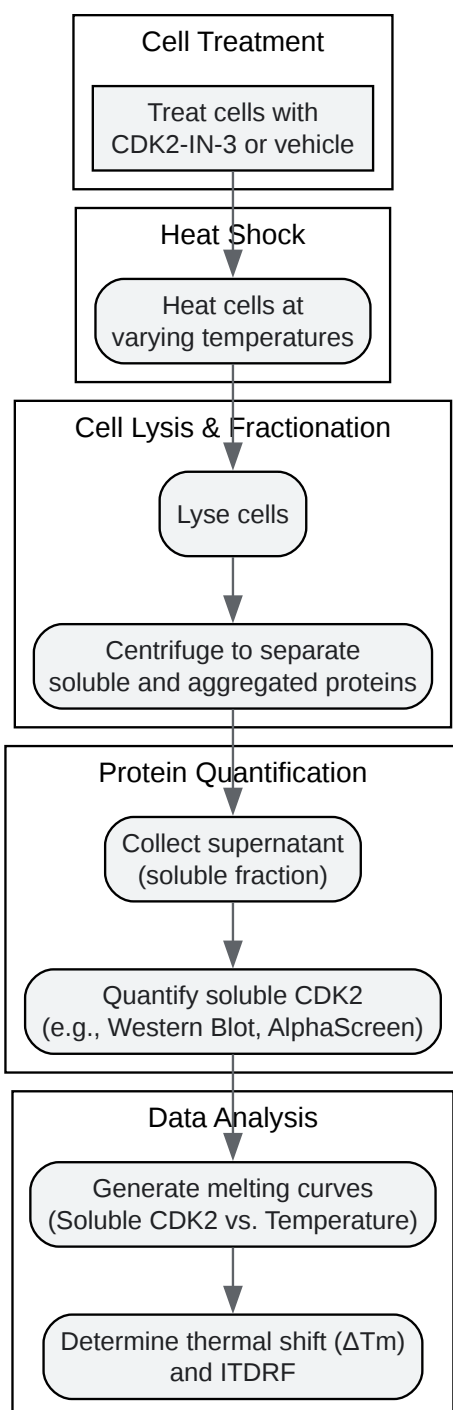 Cell Treatment
Treat cells with
CDK2-IN-3 or vehicle
Heat Shock
Heat cells at
varying temperatures
Cell Lysis & Fractionation
Lyse cells
Centrifuge to separate
soluble and aggregated proteins
Protein Quantification
Collect supernatant
(soluble fraction)
Quantify soluble CDK2
(e.g., Western Blot, AlphaScreen)
Data Analysis
Generate melting curves
(Soluble CDK2 vs. Temperature)
Determine thermal shift (ΔTm)
and ITDRF